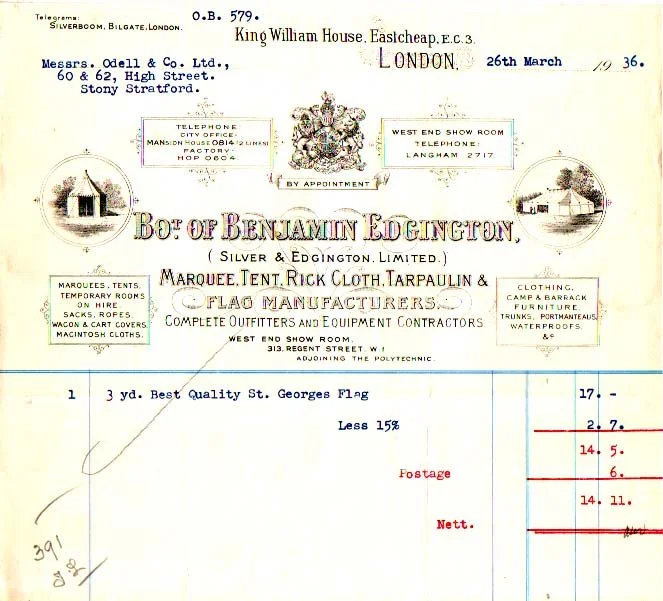 Telegrams:
SILVERBOOM, BILGATE, LONDON.
O.B. 579.
King William House, Eastcheap, E.C.3.
LONDON, 26th March 1936.
Messrs. Odell & Co. Ltd.,
60 & 62, High Street.
Stony Stratford.
TELEPHONE:
CITY OFFICE:
MANSION HOUSE 0814 (2 LINES)
FACTORY:
HOP 0604
WEST END SHOW ROOM
TELEPHONE:
LANGHAM 2717
BY APPOINTMENT
BOT. OF BENJAMIN EDGINGTON,
(SILVER & EDGINGTON, LIMITED.)
MARQUEE, TENT, RICK CLOTH, TARPAULIN &
FLAG MANUFACTURERS.
COMPLETE OUTFITTERS AND EQUIPMENT CONTRACTORS
WEST END SHOW ROOM,
313, REGENT STREET. W1
ADJOINING THE POLYTECHNIC.
MARQUEES, TENTS,
TEMPORARY ROOMS
ON HIRE.
SACKS, ROPES,
WAGON & CART COVERS,
MACINTOSH CLOTHS.
CLOTHING,
CAMP & BARRACK
FURNITURE,
TRUNKS, PORTMANTEAUS,
WATERPROOFS,
&c
1 3 yd. Best Quality St. Georges Flag 17. -
Less 15% 2. 7.
14. 5.
Postage 6.
14. 11.
Nett.
391